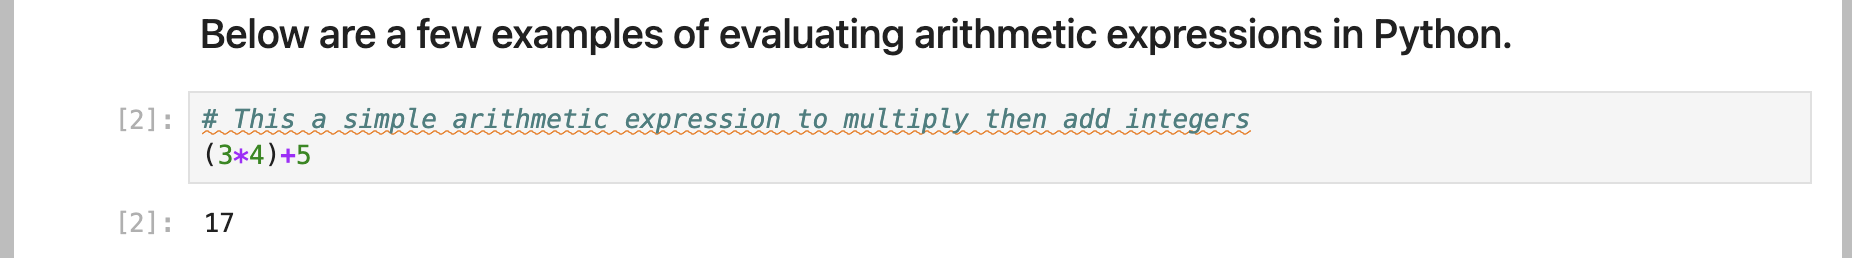 Below are a few examples of evaluating arithmetic expressions in Python.
[2]: # This a simple arithmetic expression to multiply then add integers
(3*4)+5
[2]: 17